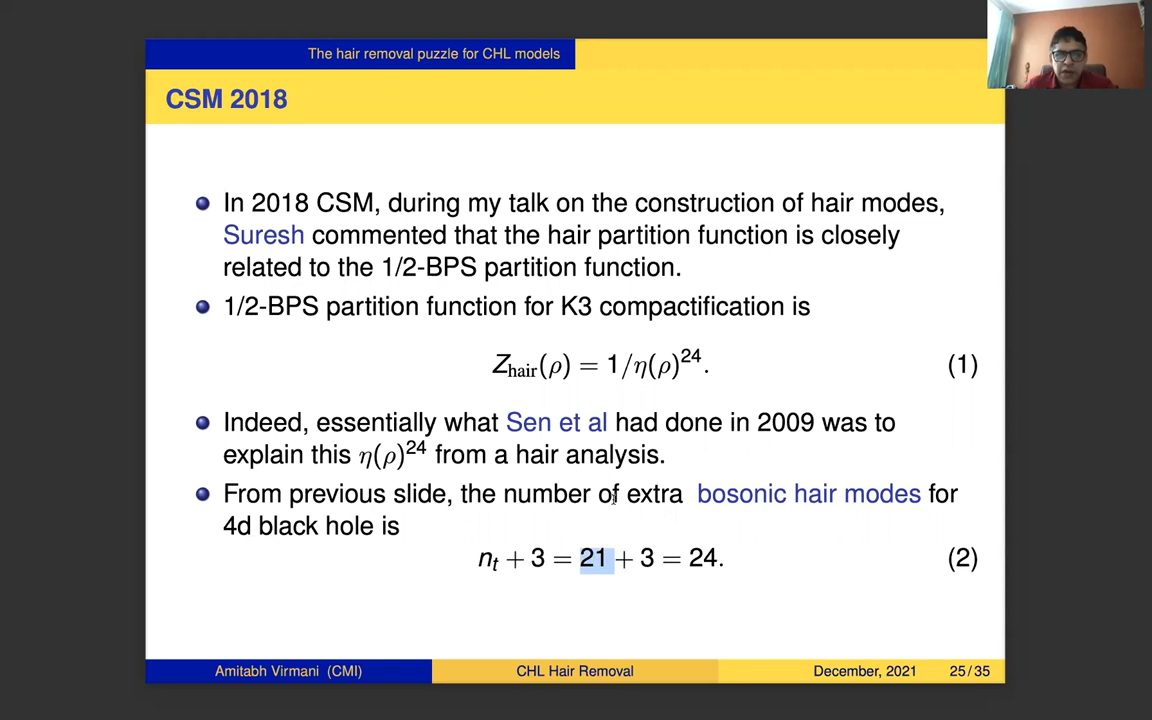 The hair removal puzzle for CHL models
CSM 2018
In 2018 CSM, during my talk on the construction of hair modes,
Suresh commented that the hair partition function is closely
related to the 1/2-BPS partition function.
1/2-BPS partition function for K3 compactification is
Z_hair(ρ) = 1/η(ρ)^24. (1)
Indeed, essentially what Sen et al had done in 2009 was to
explain this η(ρ)^24 from a hair analysis.
From previous slide, the number of extra bosonic hair modes for
4d black hole is
n_t + 3 = 21 + 3 = 24. (2)
Amitabh Virmani (CMI) CHL Hair Removal December, 2021 25/35